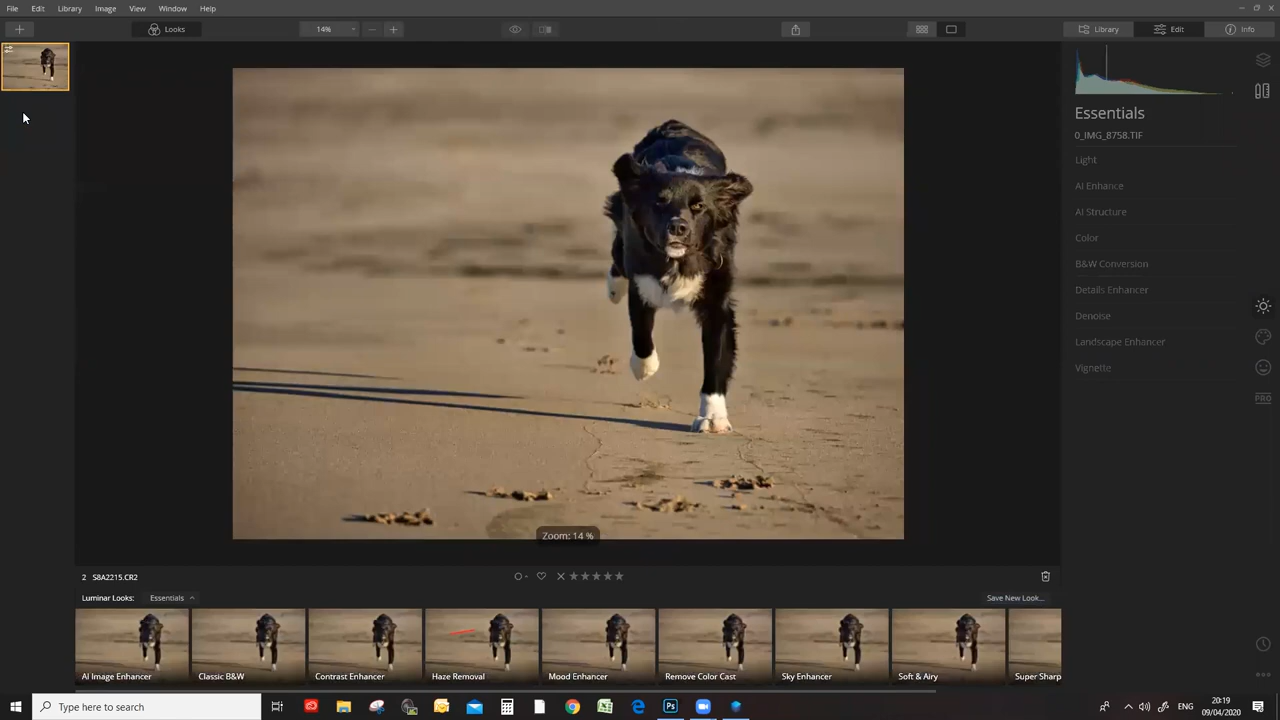 File Edit Library Image View Window Help
Looks 14% Library Edit Info
Essentials
0_IMG_8758.TIF
Light
AI Enhance
AI Structure
Color
B&W Conversion
Details Enhancer
Denoise
Landscape Enhancer
Vignette
PRO
Zoom: 14 %
2 S8A2215.CR2
Luminar Looks: Essentials Save New Look...
AI Image Enhancer Classic B&W Contrast Enhancer Haze Removal Mood Enhancer Remove Color Cast Sky Enhancer Soft & Airy Super Sharp
Type here to search
20:19
09/04/2020